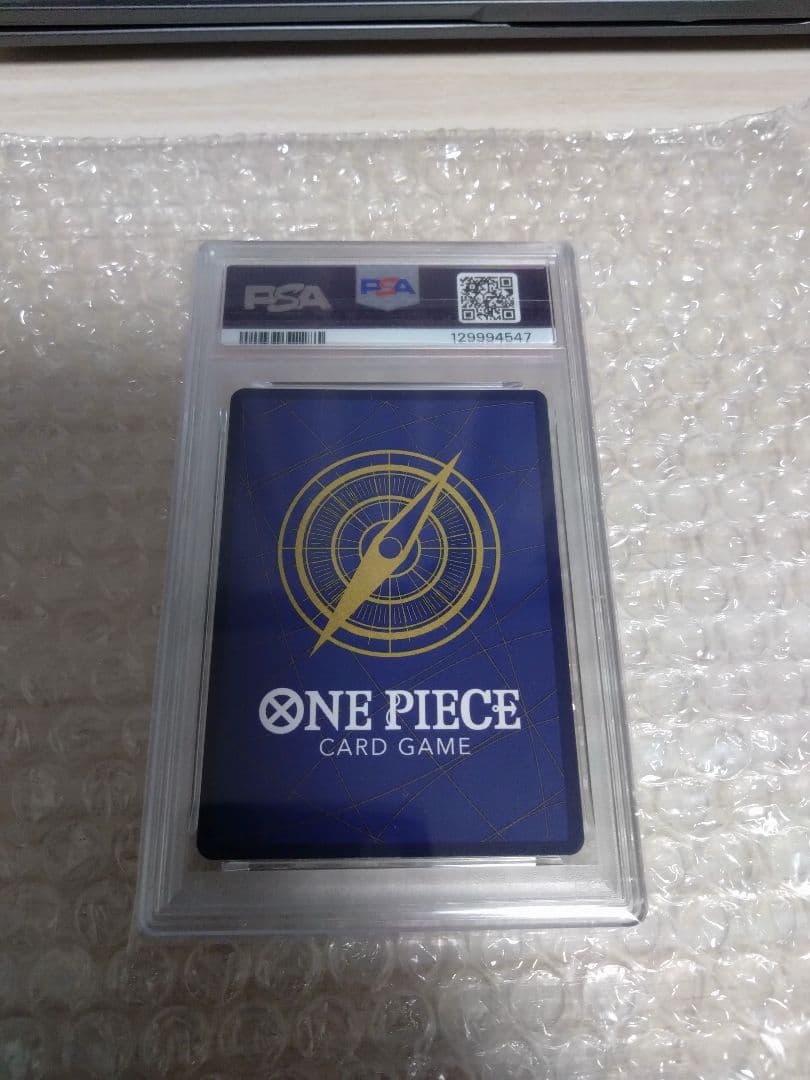 PSA
PSA
129994547
ONE PIECE
CARD GAME